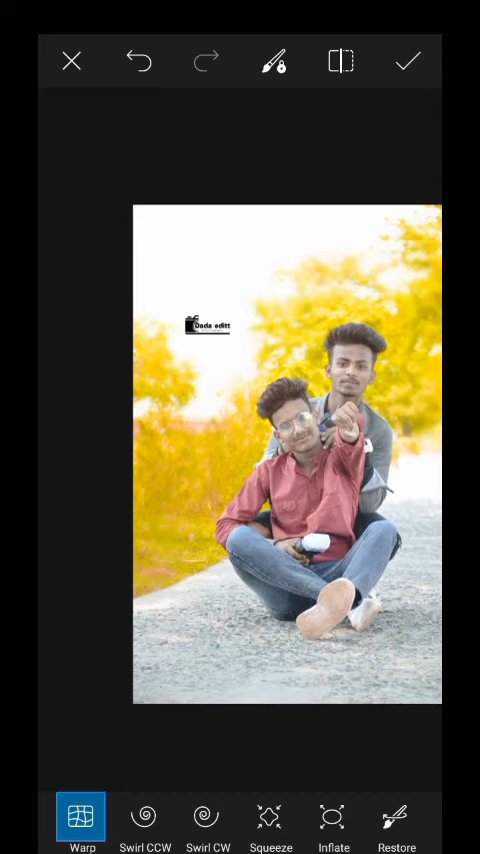 Dada editt
Warp
Swirl CCW
Swirl CW
Squeeze
Inflate
Restore